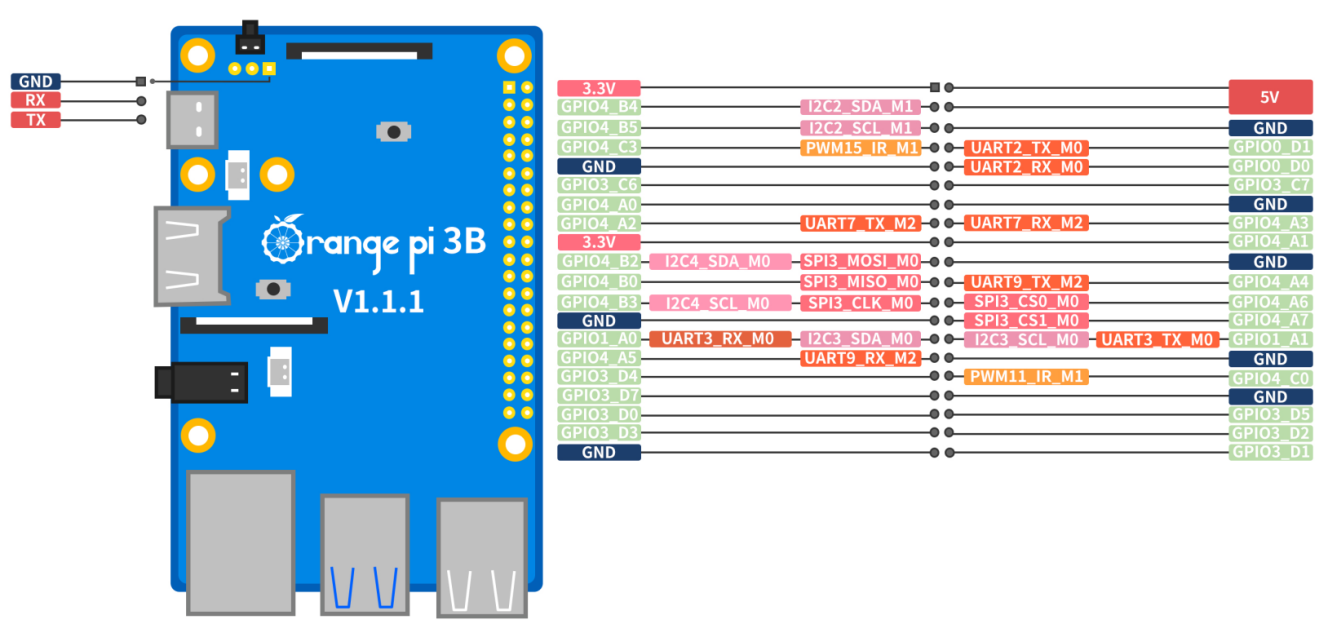 GND
RX
TX
Orange pi 3B
V1.1.1
3.3V 5V
GPIO4_B4 I2C2_SDA_M1
GPIO4_B5 I2C2_SCL_M1 GND
GPIO4_C3 PWM15_IR_M1 UART2_TX_M0 GPIO0_D1
GND UART2_RX_M0 GPIO0_D0
GPIO3_C6 GPIO3_C7
GPIO4_A0 GND
GPIO4_A2 UART7_TX_M2 UART7_RX_M2 GPIO4_A3
3.3V GPIO4_A1
GPIO4_B2 I2C4_SDA_M0 SPI3_MOSI_M0 GND
GPIO4_B0 SPI3_MISO_M0 UART9_TX_M2 GPIO4_A4
GPIO4_B3 I2C4_SCL_M0 SPI3_CLK_M0 SPI3_CS0_M0 GPIO4_A6
GND SPI3_CS1_M0 GPIO4_A7
GPIO1_A0 UART3_RX_M0 I2C3_SDA_M0 I2C3_SCL_M0 UART3_TX_M0 GPIO1_A1
GPIO4_A5 UART9_RX_M2 GND
GPIO3_D4 PWM11_IR_M1 GPIO4_C0
GPIO3_D7 GND
GPIO3_D0 GPIO3_D5
GPIO3_D3 GPIO3_D2
GND GPIO3_D1